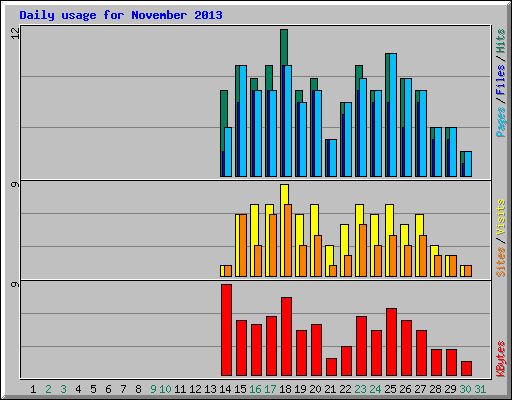 Daily usage for November 2013
12
Pages / Files / Hits
9
Sites / Visits
9
KBytes
1 2 3 4 5 6 7 8 9 10 11 12 13 14 15 16 17 18 19 20 21 22 23 24 25 26 27 28 29 30 31